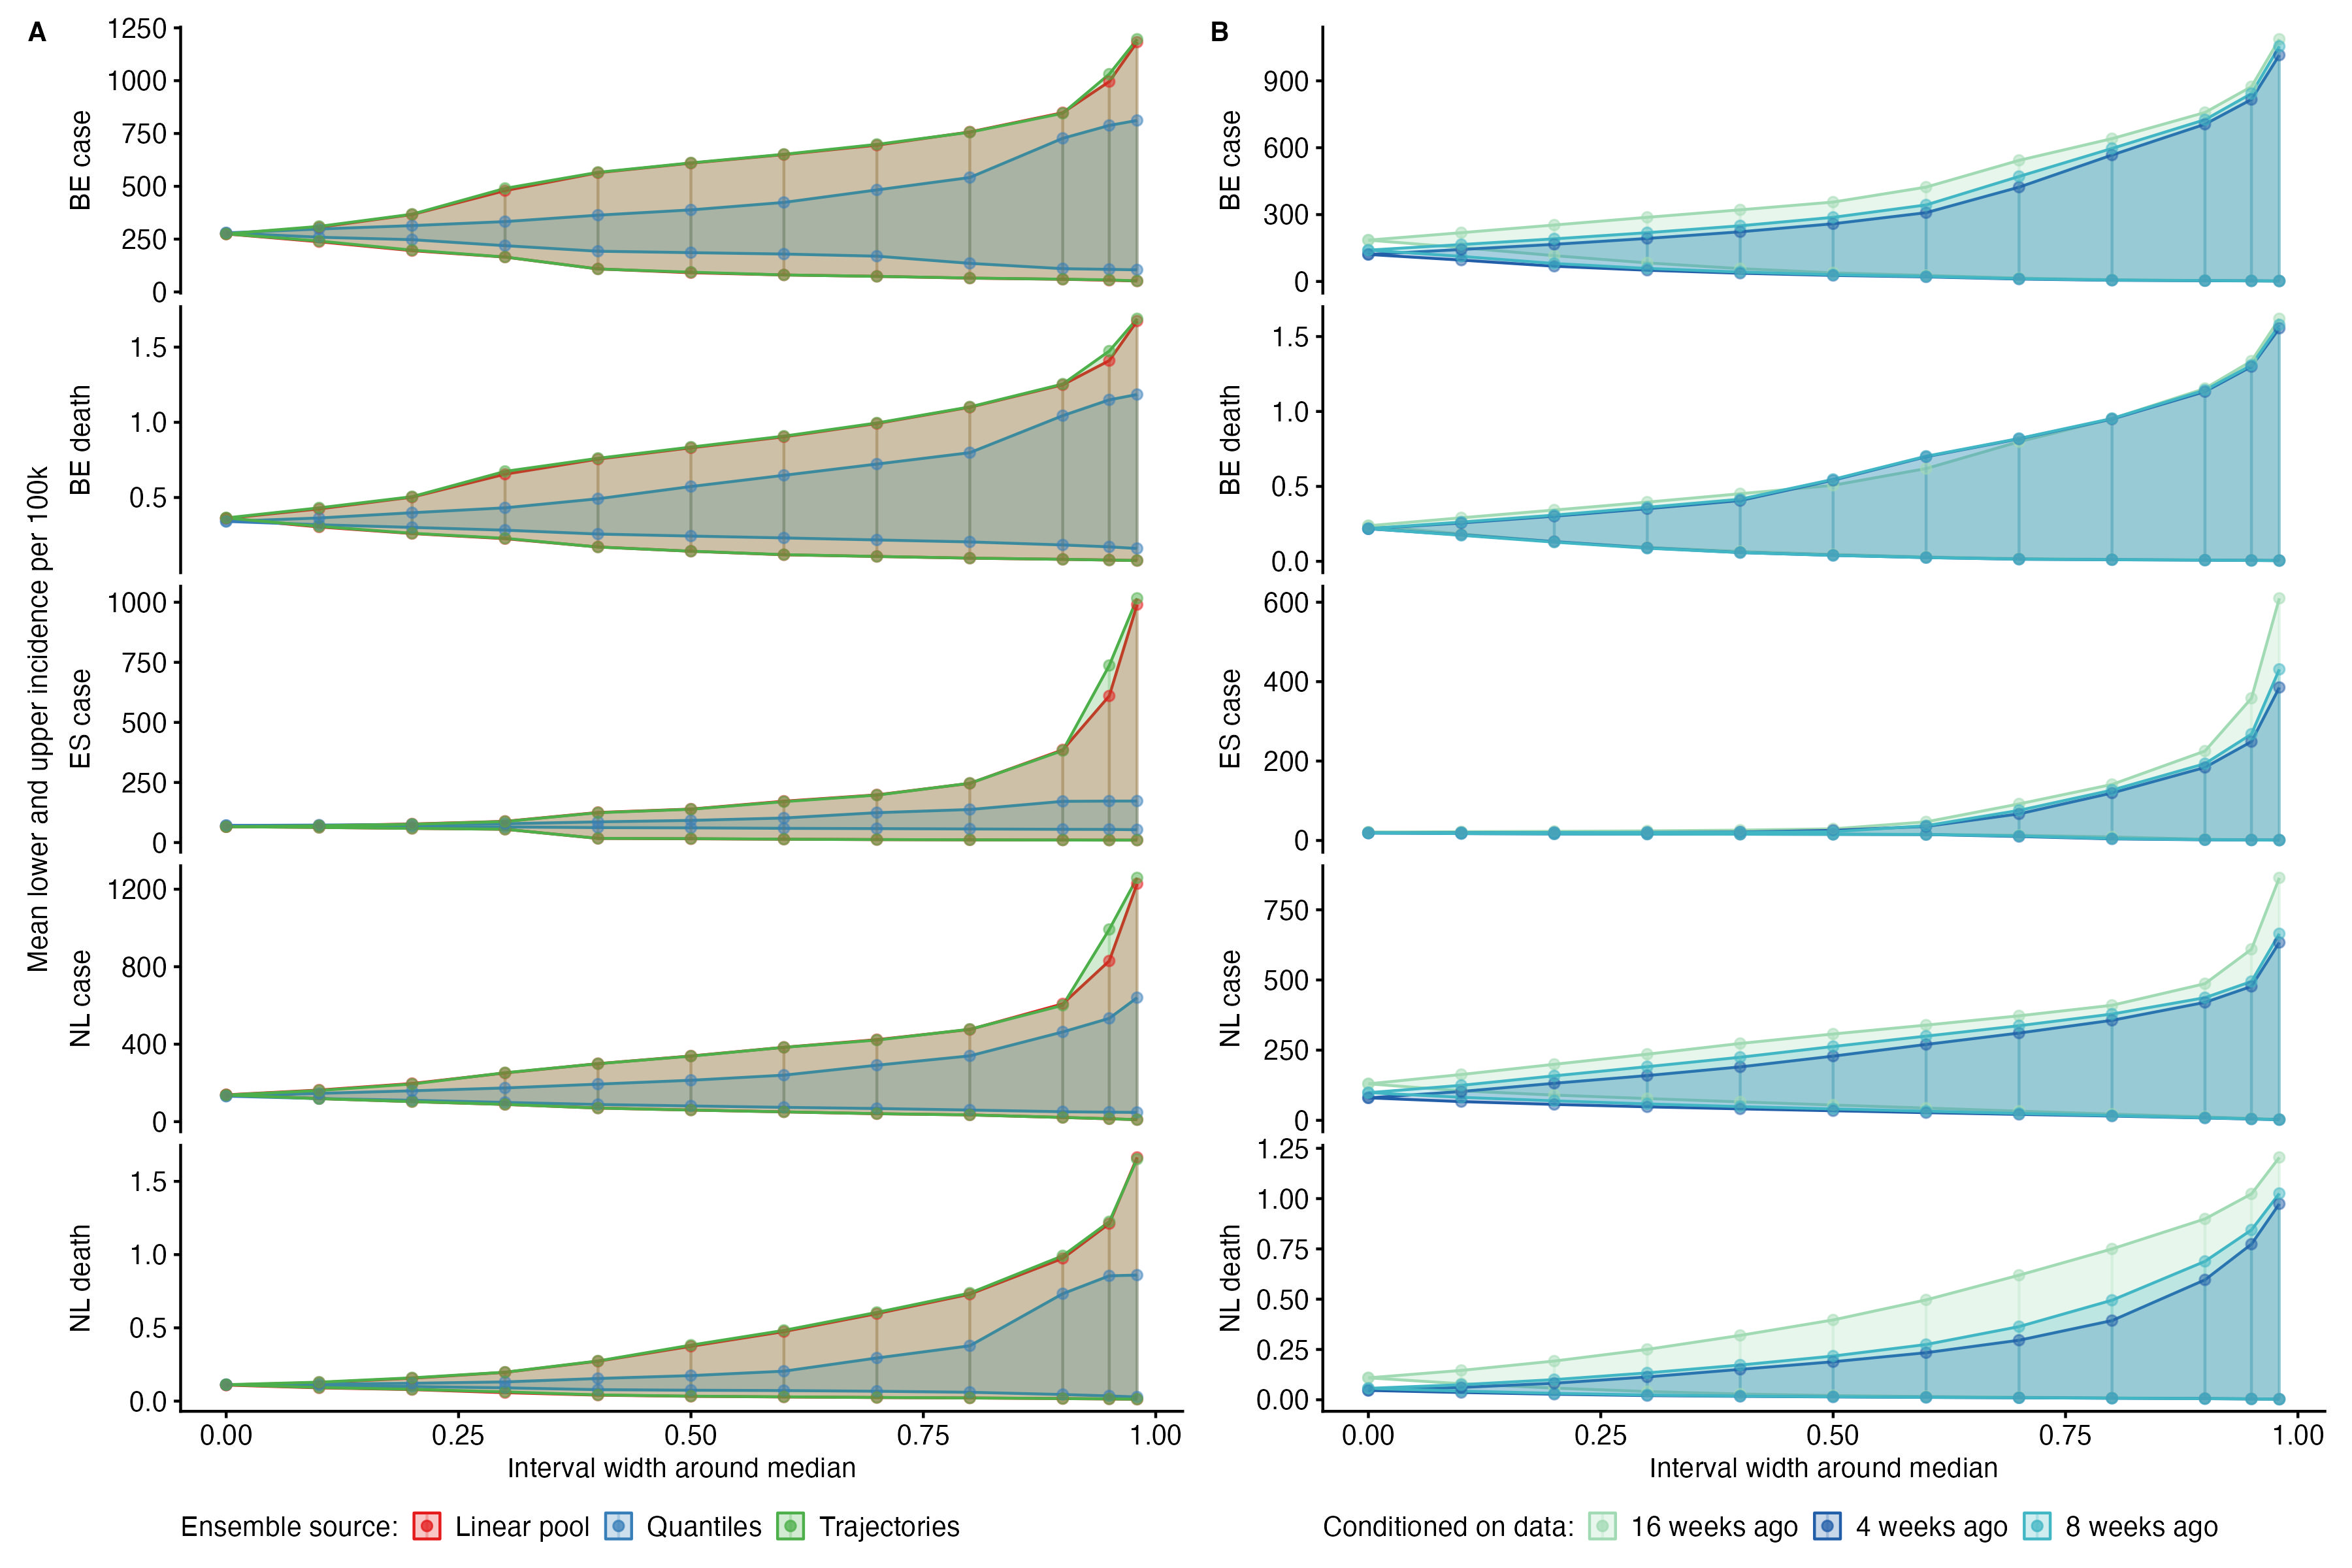 A
Mean lower and upper incidence per 100k
BE case
1250
1000
750
500
250
0
BE death
1.5
1.0
0.5
ES case
1000
750
500
250
0
NL case
1200
800
400
0
NL death
1.5
1.0
0.5
0.0
0.00 0.25 0.50 0.75 1.00
Interval width around median
Ensemble source: Linear pool Quantiles Trajectories
B
BE case
900
600
300
0
BE death
1.5
1.0
0.5
0.0
ES case
600
400
200
0
NL case
750
500
250
0
NL death
1.25
1.00
0.75
0.50
0.25
0.00
0.00 0.25 0.50 0.75 1.00
Interval width around median
Conditioned on data: 16 weeks ago 4 weeks ago 8 weeks ago